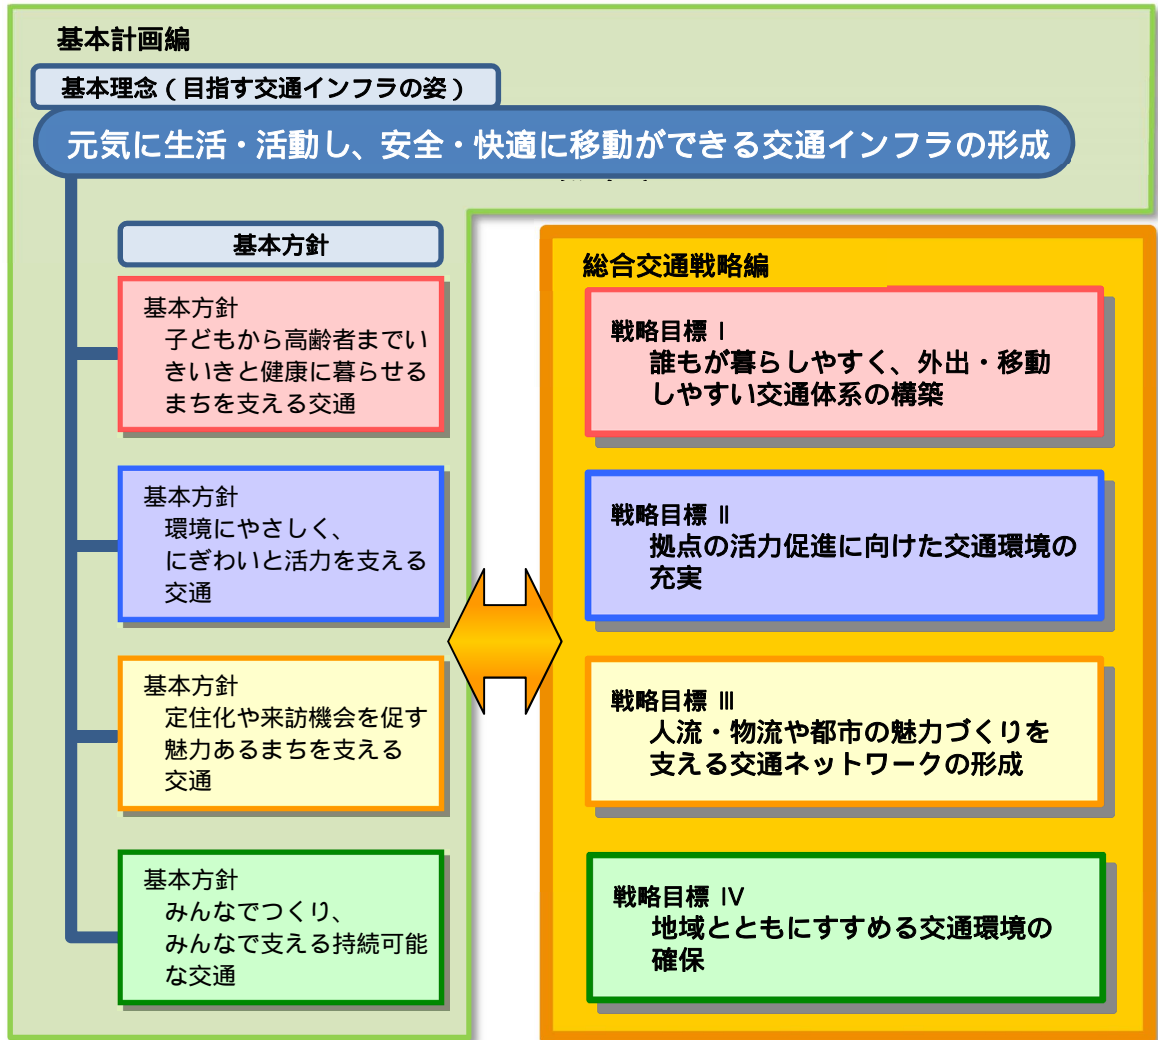 基本計画編
基本理念(目指す交通インフラの姿)
元気に生活・活動し、安全・快適に移動ができる交通インフラの形成
基本方針
基本方針
子どもから高齢者までい
きいきと健康に暮らせる
まちを支える交通
基本方針
環境にやさしく、
にぎわいと活力を支える
交通
基本方針
定住化や来訪機会を促す
魅力あるまちを支える
交通
基本方針
みんなでつくり、
みんなで支える持続可能
な交通
総合交通戦略編
戦略目標 Ⅰ
誰もが暮らしやすく、外出・移動
しやすい交通体系の構築
戦略目標 Ⅱ
拠点の活力促進に向けた交通環境の
充実
戦略目標 Ⅲ
人流・物流や都市の魅力づくりを
支える交通ネットワークの形成
戦略目標 Ⅳ
地域とともにすすめる交通環境の
確保